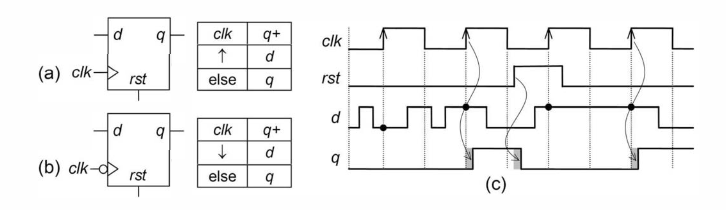 d q
clk
rst
(a)
clk q+
↑ d
else q
d q
clk
rst
(b)
clk q+
↓ d
else q
clk
rst
d
q
(c)